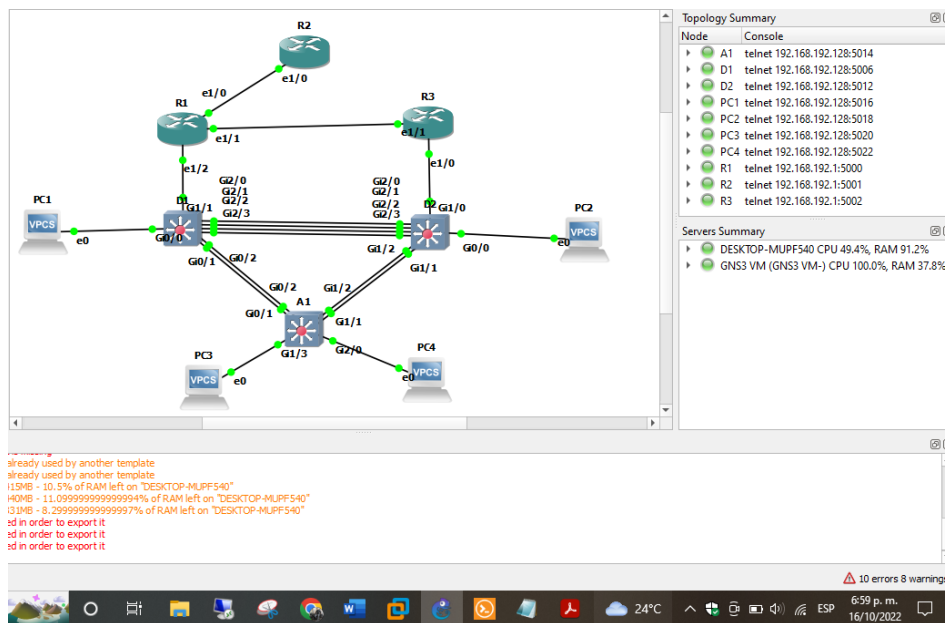 R2
e1/0
e1/0
R1
R3
e1/1
e1/1
e1/2
e1/0
Gi2/0
Gi2/1
Gi2/2
Gi2/3
Gi2/0
Gi2/1
Gi2/2
Gi2/3
D1
Gi1/1
D2
Gi1/0
PC1
VPCS
e0
Gi0/0
PC2
VPCS
e0
Gi0/0
Gi0/1
Gi0/2
Gi1/2
Gi1/1
Gi0/2
Gi0/1
A1
Gi1/2
Gi1/1
Gi1/3
Gi2/0
PC3
VPCS
e0
PC4
VPCS
e0
Topology Summary
Node Console
A1 telnet 192.168.192.128:5014
D1 telnet 192.168.192.128:5006
D2 telnet 192.168.192.128:5012
PC1 telnet 192.168.192.128:5016
PC2 telnet 192.168.192.128:5018
PC3 telnet 192.168.192.128:5020
PC4 telnet 192.168.192.128:5022
R1 telnet 192.168.192.1:5000
R2 telnet 192.168.192.1:5001
R3 telnet 192.168.192.1:5002
Servers Summary
DESKTOP-MUPF540 CPU 49.4%, RAM 91.2%
GNS3 VM (GNS3 VM-) CPU 100.0%, RAM 37.8%
already used by another template
already used by another template
415MB - 10.5% of RAM left on "DESKTOP-MUPF540"
440MB - 11.099999999999994% of RAM left on "DESKTOP-MUPF540"
431MB - 8.299999999999997% of RAM left on "DESKTOP-MUPF540"
ed in order to export it
ed in order to export it
ed in order to export it
10 errors 8 warnings
24°C
ESP
6:59 p. m.
16/10/2022